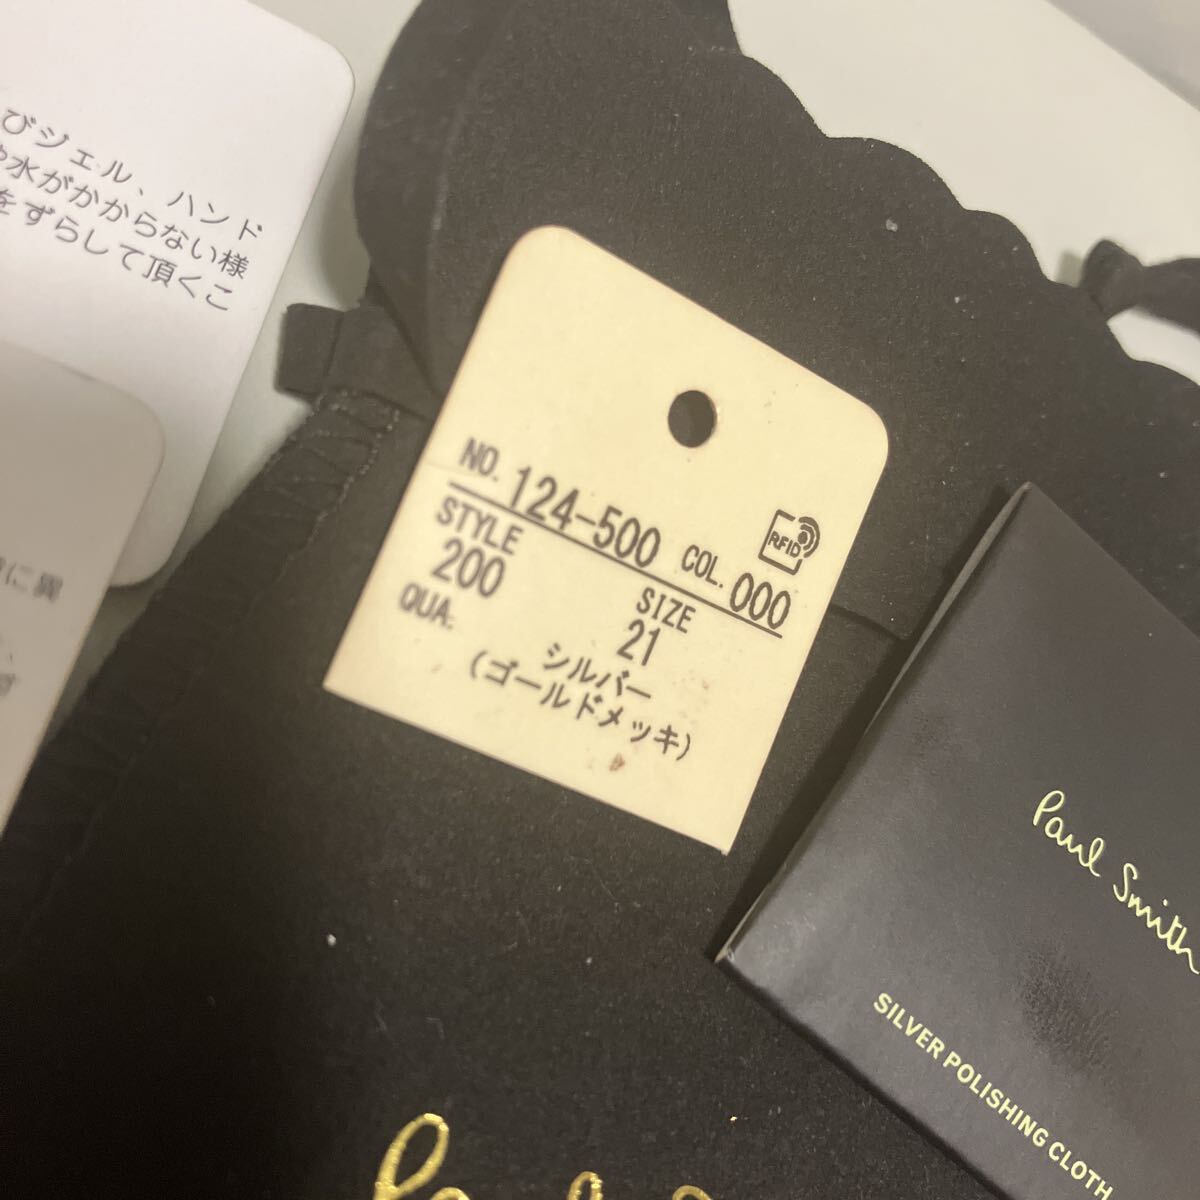 びジェル、ハンド
水がかからない様
をずらして頂くこ
に異
NO. 124-500 COL. 000
RFID
STYLE SIZE
200 21
QUA. シルバー
(ゴールドメッキ)
Paul Smith
SILVER POLISHING CLOTH